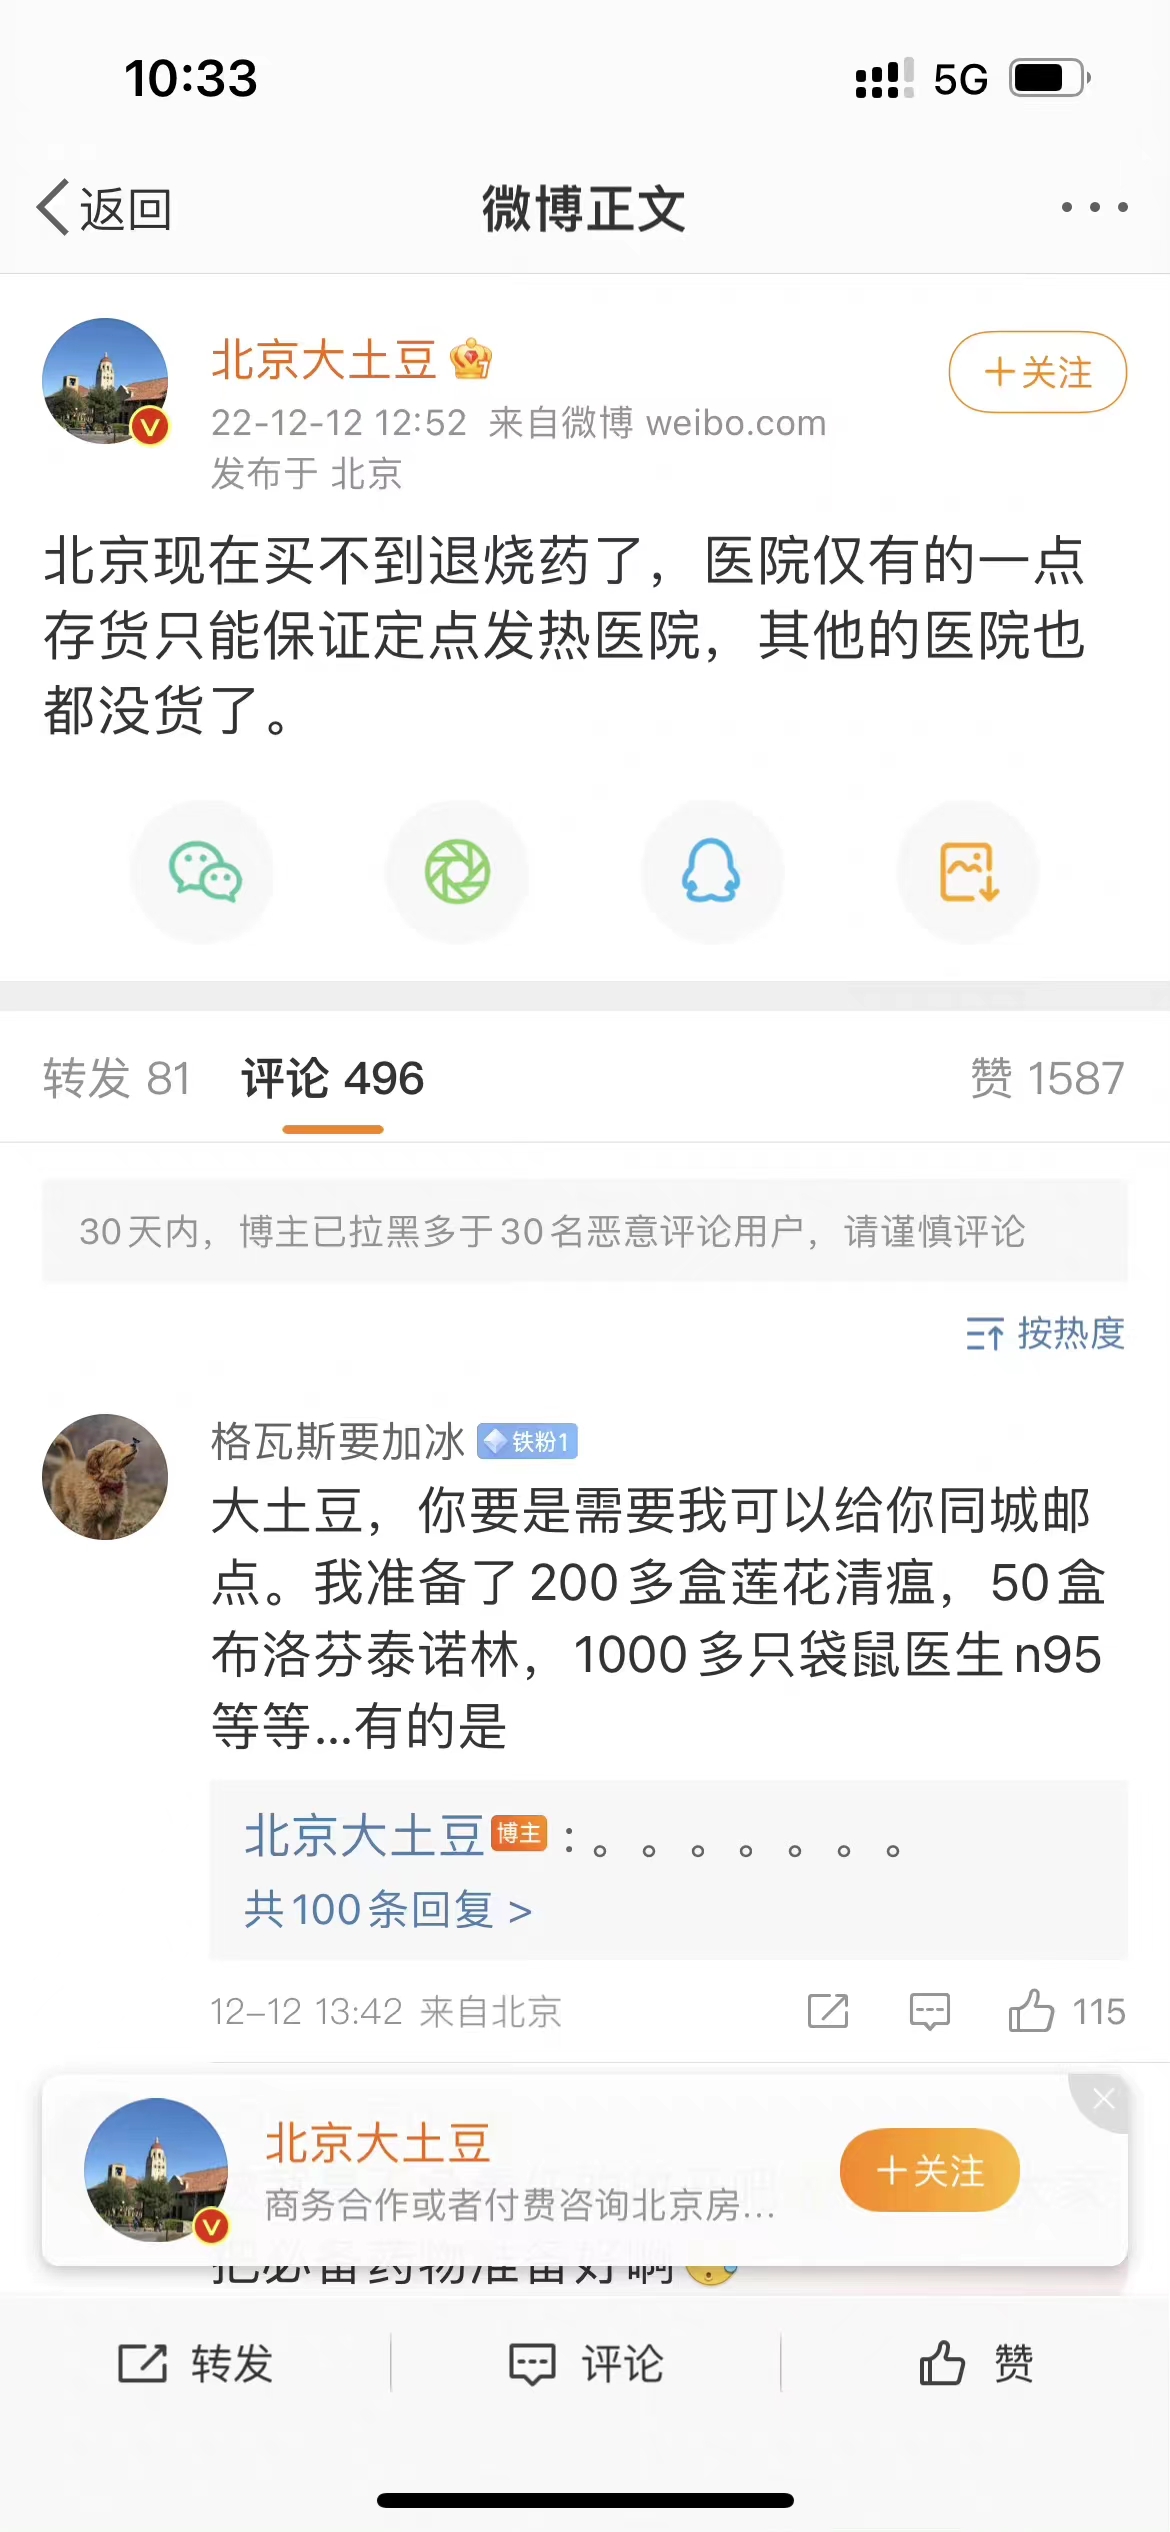 10:33
5G
返回
微博正文
北京大土豆
+关注
22-12-12 12:52 来自微博 weibo.com
发布于 北京
北京现在买不到退烧药了，医院仅有的一点
存货只能保证定点发热医院，其他的医院也
都没货了。
转发 81
评论 496
赞 1587
30天内，博主已拉黑多于30名恶意评论用户，请谨慎评论
按热度
格瓦斯要加冰 铁粉1
大土豆，你要是需要我可以给你同城邮
点。我准备了200多盒莲花清瘟，50盒
布洛芬泰诺林，1000多只袋鼠医生n95
等等...有的是
北京大土豆 博主：。。。。。。。
共100条回复 >
12-12 13:42 来自北京
115
北京大土豆
+关注
商务合作或者付费咨询北京房...
把必备药物准备好啊
转发
评论
赞